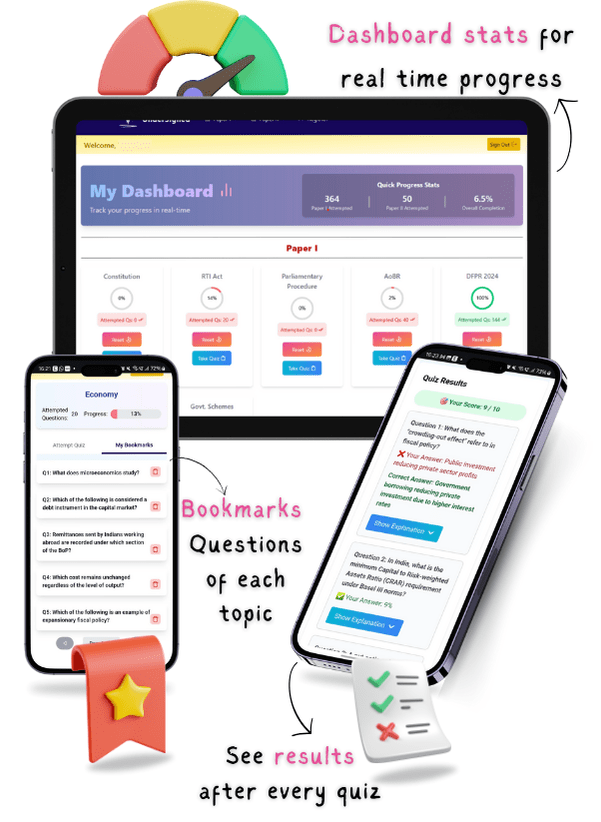 Dashboard stats for
real time progress
UnderSigned
Welcome,
Sign Out
My Dashboard
Track your progress in real-time
Quick Progress Stats
364
Paper I Attempted
50
Paper II Attempted
6.5%
Overall Completion
Paper I
Constitution
0%
Attempted Qs: 0
Reset
RTI Act
Attempted Qs: 20
Reset
Take Quiz
Parliamentary
Procedure
0%
Attempted Qs: 0
Reset
Take Quiz
AoBR
2%
Attempted Qs: 40
Reset
Take Quiz
DFPR 2024
100%
Attempted Qs: 144
Reset
Take Quiz
Govt. Schemes
10:21
72%
Economy
Attempted
Questions: 20
Progress:
13%
Attempt Quiz
My Bookmarks
Q1: What does microeconomics study?
Q2: Which of the following is considered a
debt instrument in the capital market?
Q3: Remittances sent by Indians working
abroad are recorded under which section
of the BoP?
Q4: Which cost remains unchanged
regardless of the level of output?
Q5: Which of the following is an example of
expansionary fiscal policy?
Bookmarks
Questions
of each
topic
10:23
72%
Quiz Results
Your Score: 9 / 10
Question 1: What does the
"crowding-out effect" refer to in
fiscal policy?
Your Answer: Public investment
reducing private sector profits
Correct Answer: Government
borrowing reducing private
investment due to higher interest
rates
Show Explanation
Question 2: In India, what is the
minimum Capital to Risk-weighted
Assets Ratio (CRAR) requirement
under Basel III norms?
Your Answer: 9%
Show Explanation
See results
after every quiz